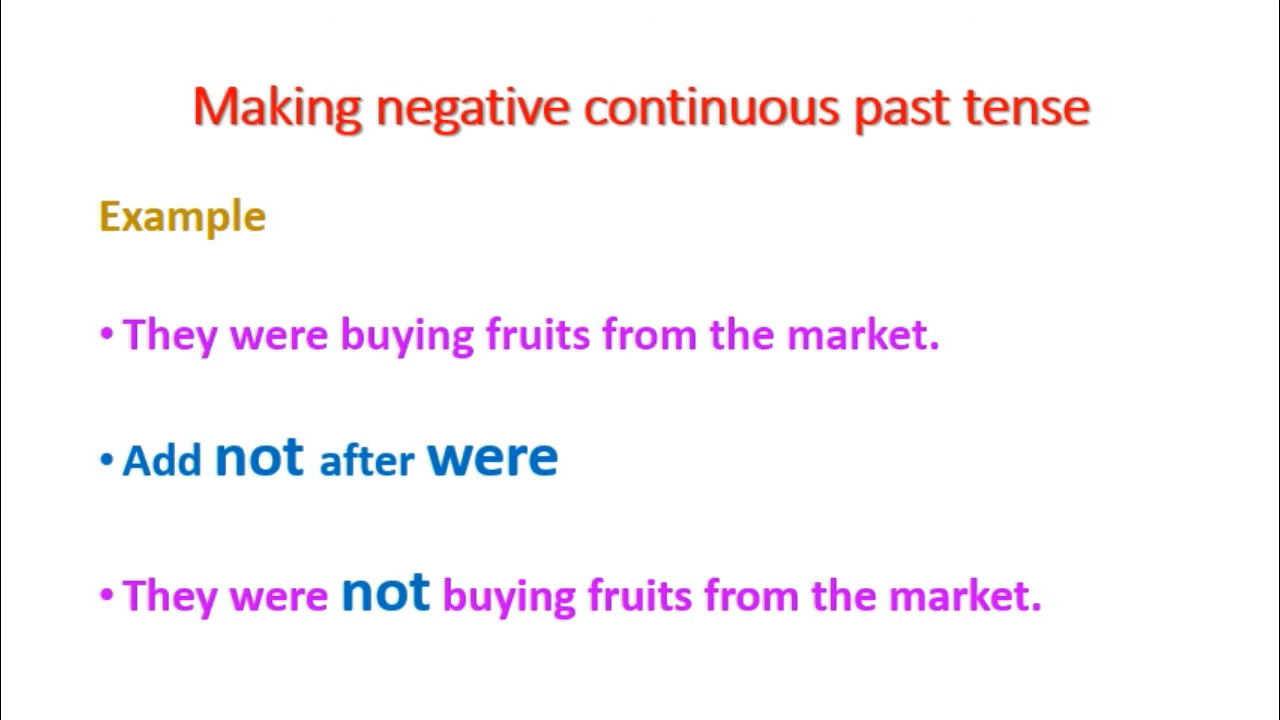 Making negative continuous past tense
Example
• They were buying fruits from the market.
• Add not after were
• They were not buying fruits from the market.